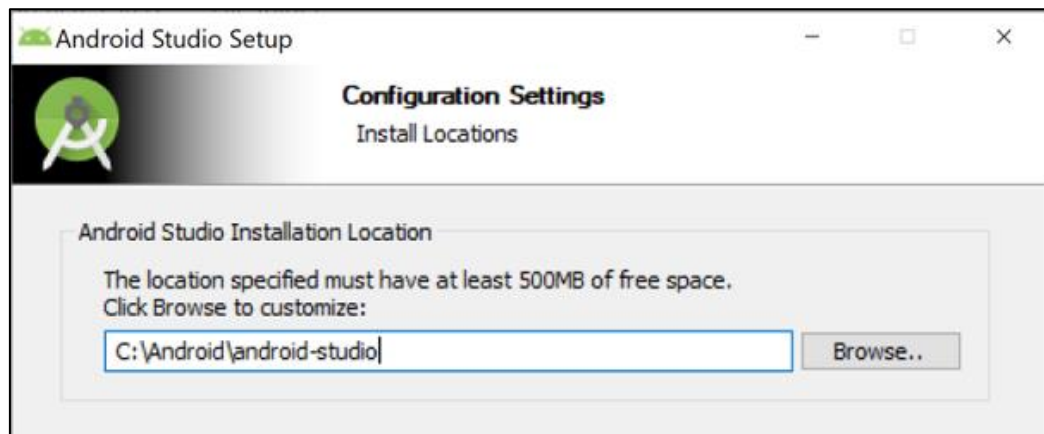 Android Studio Setup
Configuration Settings
Install Locations
Android Studio Installation Location
The location specified must have at least 500MB of free space.
Click Browse to customize:
C:\Android\android-studio
Browse..